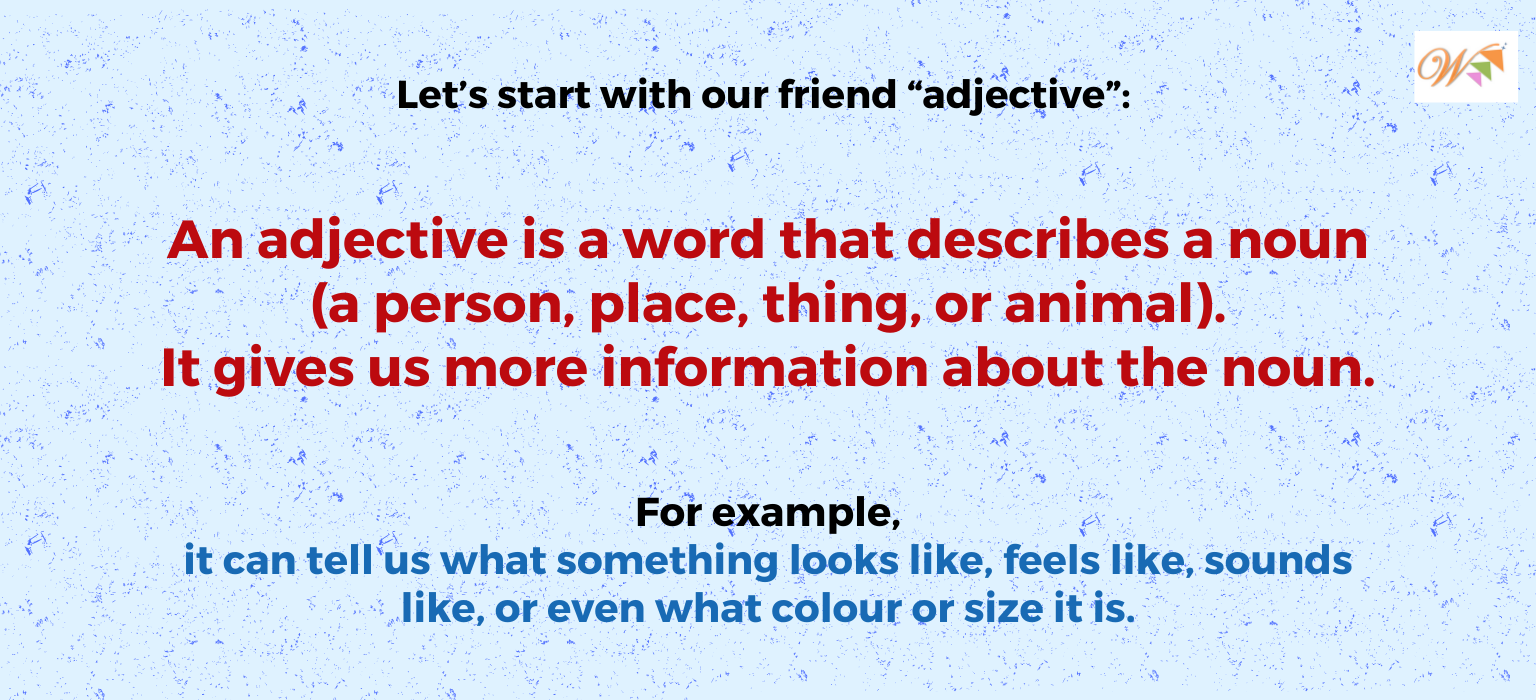 W
Let’s start with our friend “adjective”:
An adjective is a word that describes a noun
(a person, place, thing, or animal).
It gives us more information about the noun.
For example,
it can tell us what something looks like, feels like, sounds
like, or even what colour or size it is.